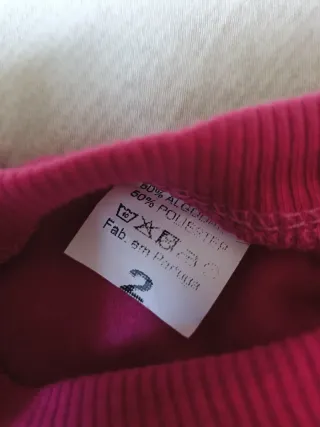 50% ALGODÃO
50% POLIESTER
Fab. em Portugal
2